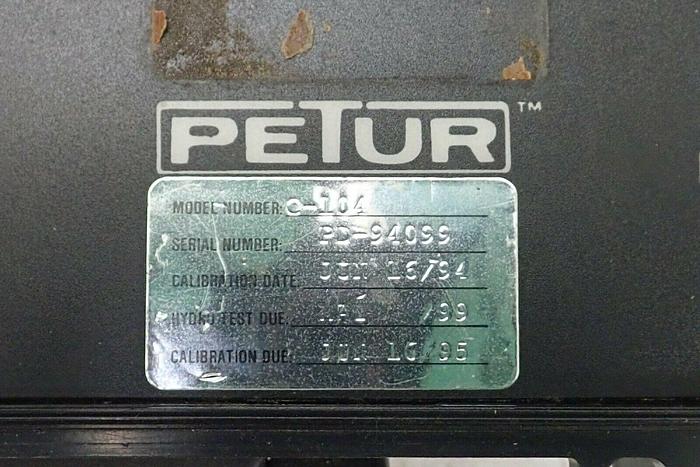 PETUR™
MODEL NUMBER: C-104
SERIAL NUMBER: PD-94099
CALIBRATION DATE: JUN 16/94
HYDRO TEST DUE: /99
CALIBRATION DUE: JUN 16/95